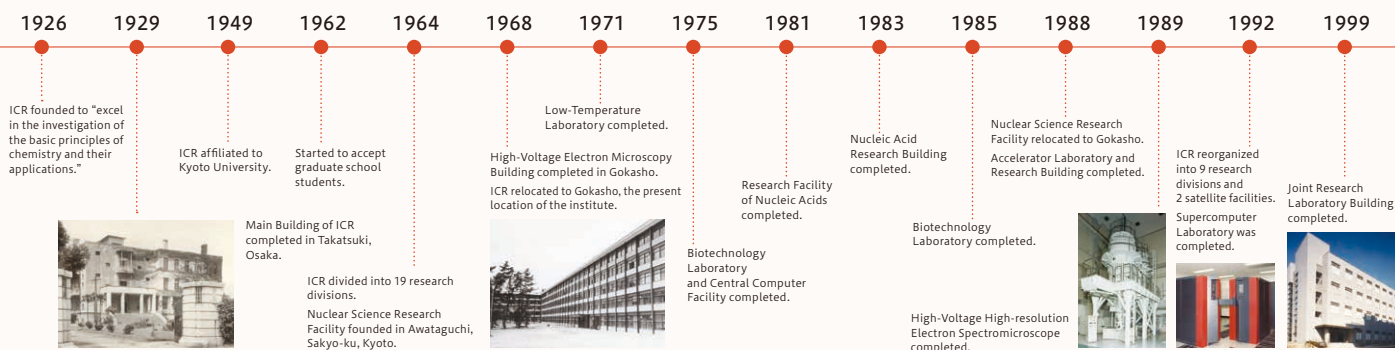 1926
1929
1949
1962
1964
1968
1971
1975
1981
1983
1985
1988
1989
1992
1999
ICR founded to “excel
in the investigation of
the basic principles of
chemistry and their
applications.”
Main Building of ICR
completed in Takatsuki,
Osaka.
ICR affiliated to
Kyoto University.
Started to accept
graduate school
students.
ICR divided into 19 research
divisions.
Nuclear Science Research
Facility founded in Awataguchi,
Sakyo-ku, Kyoto.
High-Voltage Electron Microscopy
Building completed in Gokasho.
ICR relocated to Gokasho, the present
location of the institute.
Low-Temperature
Laboratory completed.
Biotechnology
Laboratory
and Central Computer
Facility completed.
Research Facility
of Nucleic Acids
completed.
Nucleic Acid
Research Building
completed.
Biotechnology
Laboratory completed.
Nuclear Science Research
Facility relocated to Gokasho.
Accelerator Laboratory and
Research Building completed.
High-Voltage High-resolution
Electron Spectromicroscope
completed.
ICR reorganized
into 9 research
divisions and
2 satellite facilities.
Supercomputer
Laboratory was
completed.
Joint Research
Laboratory Building
completed.